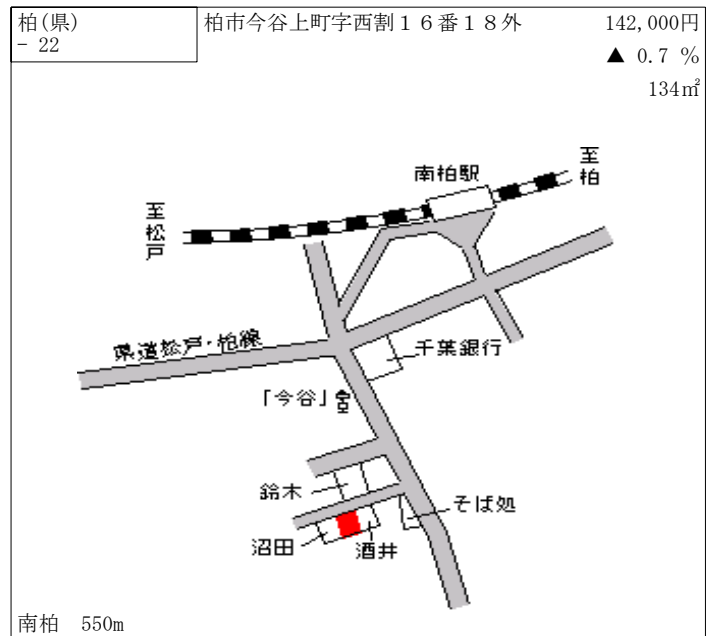 柏(県)
- 22
柏市今谷上町字西割１６番１８外
142,000円
▲ 0.7 %
134㎡
至柏
南柏駅
至松戸
県道松戸・柏線
千葉銀行
「今谷」
鈴木
そば処
沼田
酒井
南柏 550m